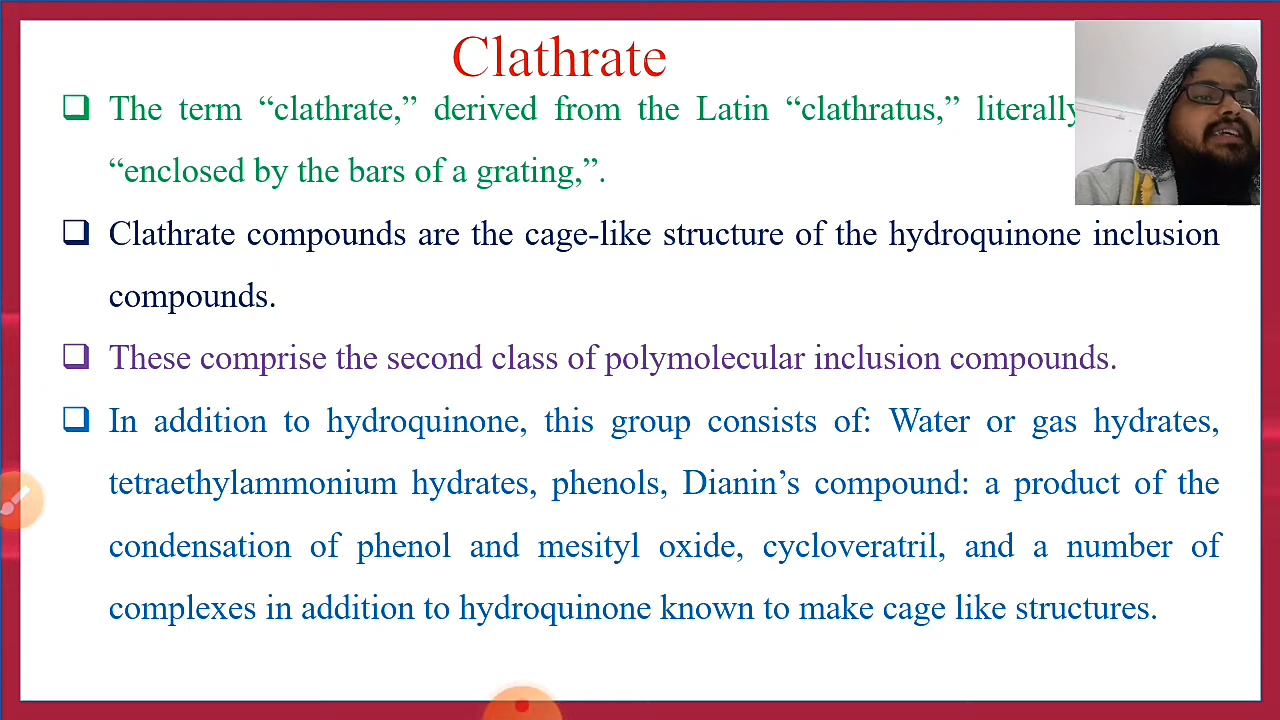 Clathrate
The term “clathrate,” derived from the Latin “clathratus,” literally
“enclosed by the bars of a grating,”.
Clathrate compounds are the cage-like structure of the hydroquinone inclusion
compounds.
These comprise the second class of polymolecular inclusion compounds.
In addition to hydroquinone, this group consists of: Water or gas hydrates,
tetraethylammonium hydrates, phenols, Dianin’s compound: a product of the
condensation of phenol and mesityl oxide, cycloveratril, and a number of
complexes in addition to hydroquinone known to make cage like structures.